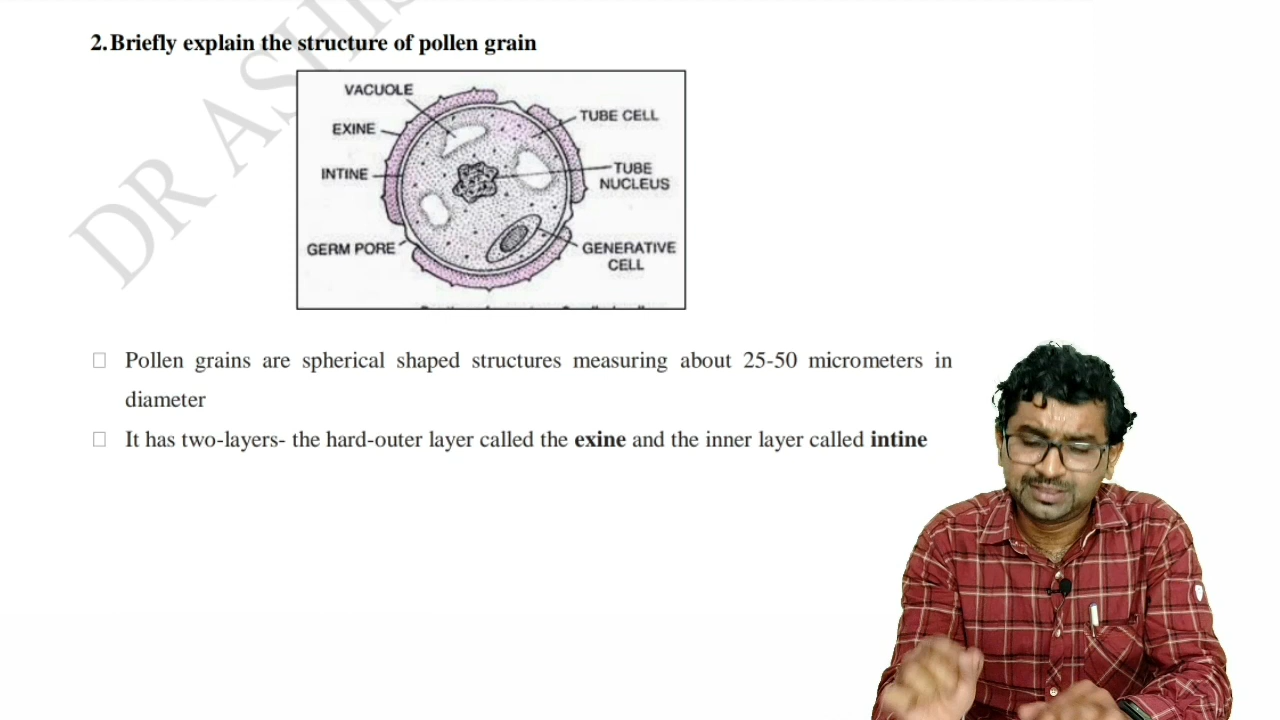 DR ASHIS
2. Briefly explain the structure of pollen grain
VACUOLE
EXINE
INTINE
GERM PORE
TUBE CELL
TUBE
NUCLEUS
GENERATIVE
CELL
Pollen grains are spherical shaped structures measuring about 25-50 micrometers in
diameter
It has two-layers- the hard-outer layer called the exine and the inner layer called intine